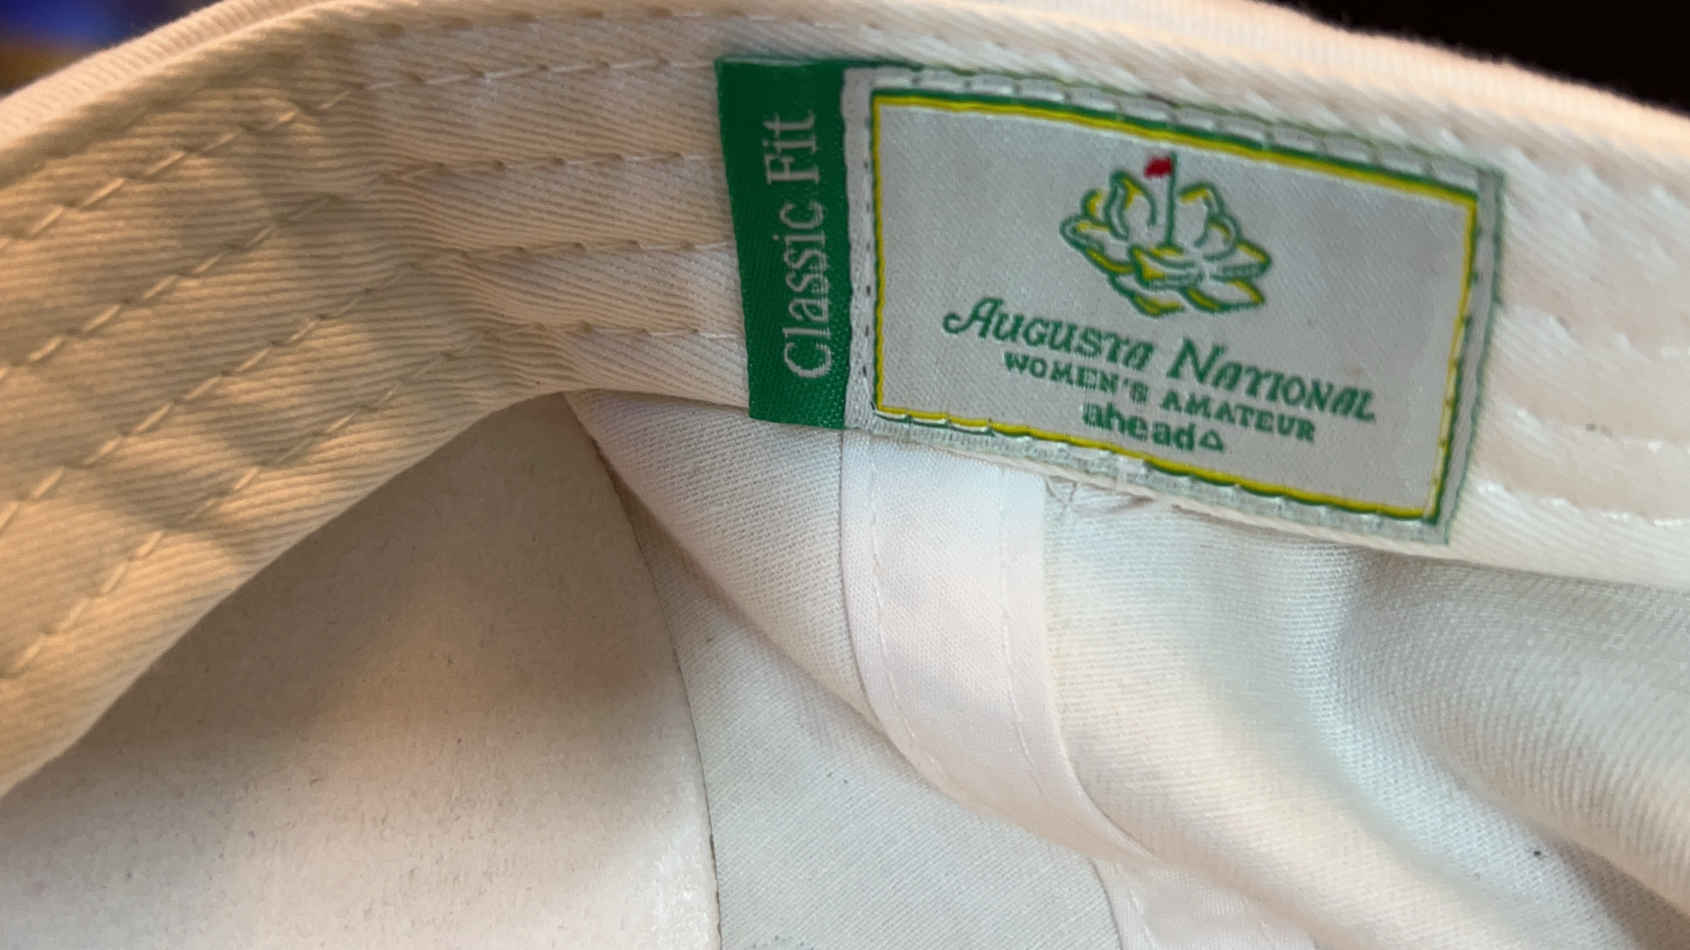 Classic Fit
Augusta National
WOMEN'S AMATEUR
ahead